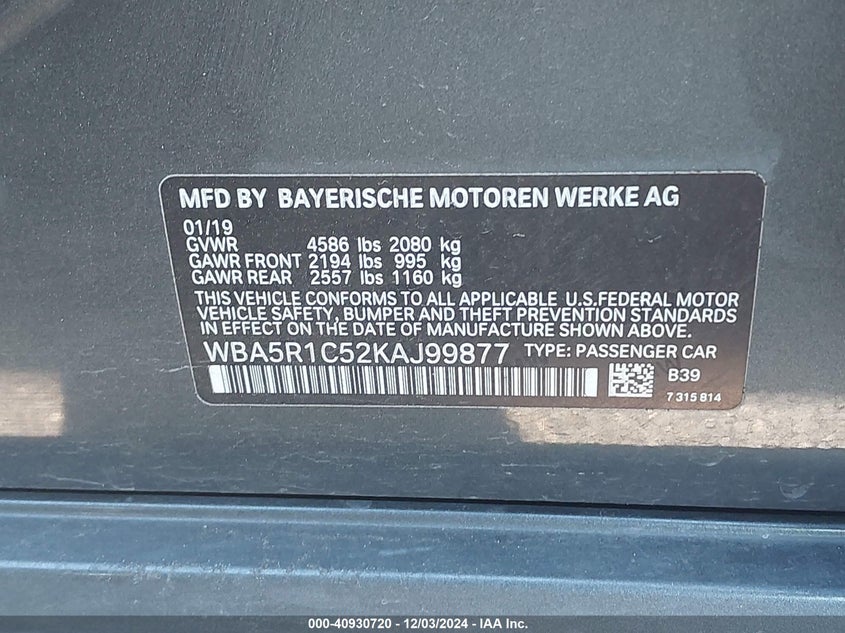 MFD BY BAYERISCHE MOTOREN WERKE AG
01/19
GVWR 4586 lbs 2080 kg
GAWR FRONT 2194 lbs 995 kg
GAWR REAR 2557 lbs 1160 kg
THIS VEHICLE CONFORMS TO ALL APPLICABLE U.S.FEDERAL MOTOR
VEHICLE SAFETY, BUMPER AND THEFT PREVENTION STANDARDS
IN EFFECT ON THE DATE OF MANUFACTURE SHOWN ABOVE.
WBA5R1C52KAJ99877 TYPE: PASSENGER CAR
B39
7 315 814
000-40930720 - 12/03/2024 - IAA Inc.